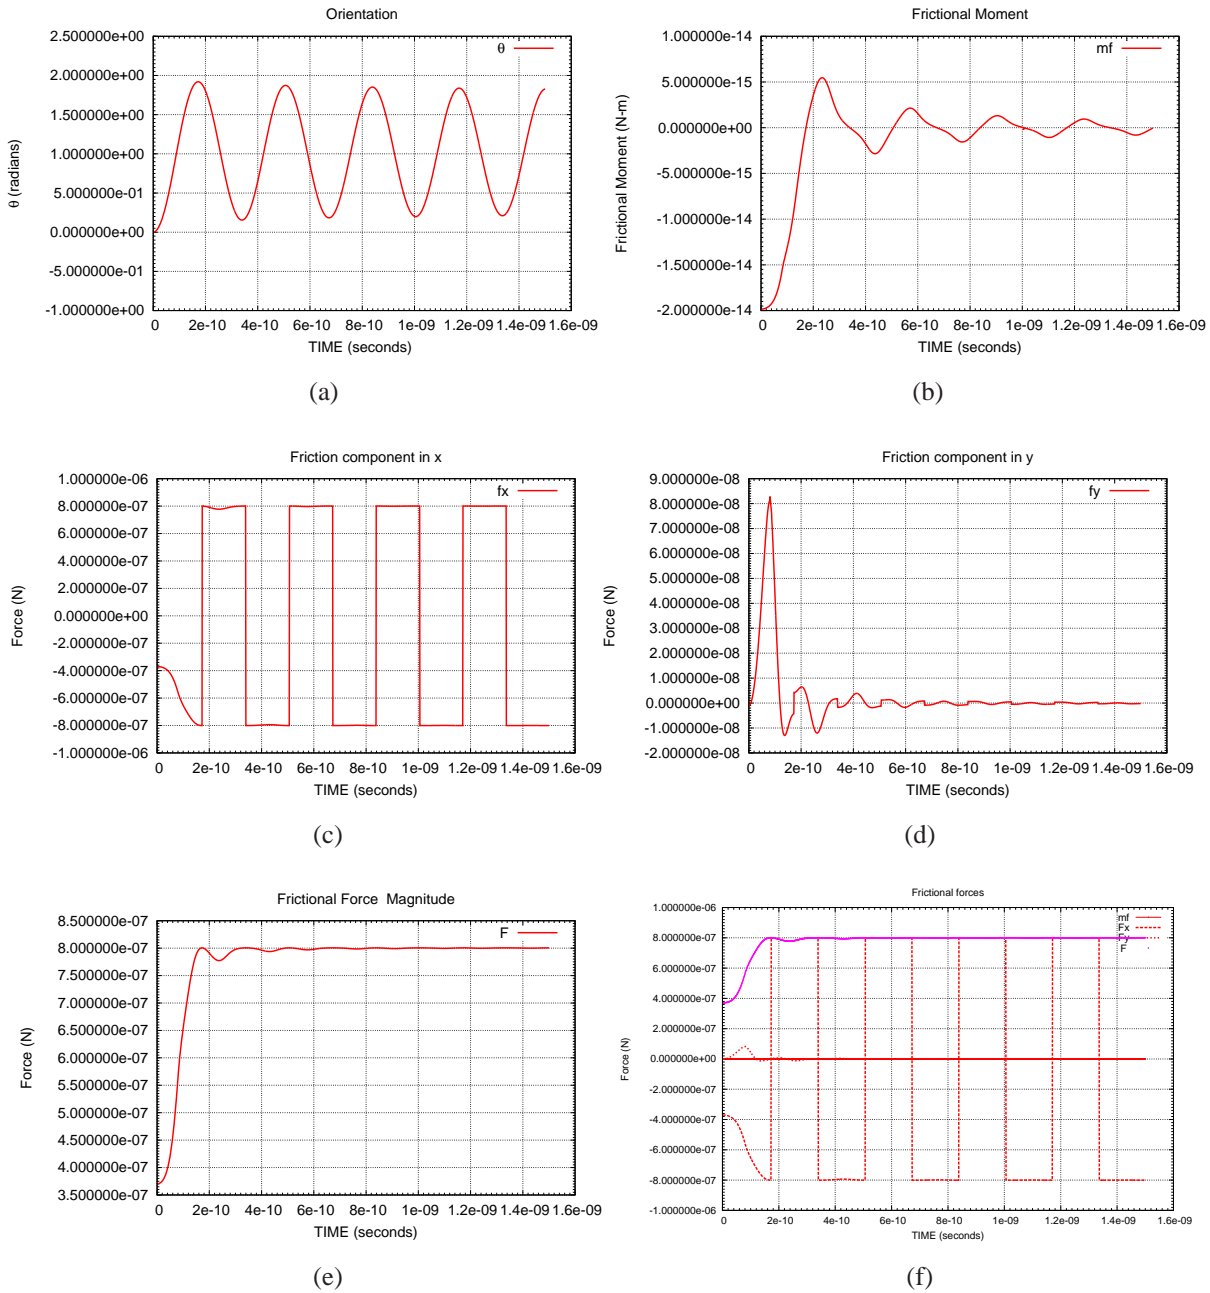 Orientation
θ
2.500000e+00
2.000000e+00
1.500000e+00
1.000000e+00
5.000000e-01
0.000000e+00
-5.000000e-01
-1.000000e+00
θ (radians)
0 2e-10 4e-10 6e-10 8e-10 1e-09 1.2e-09 1.4e-09 1.6e-09
TIME (seconds)
(a)
Frictional Moment
mf
1.000000e-14
5.000000e-15
0.000000e+00
-5.000000e-15
-1.000000e-14
-1.500000e-14
-2.000000e-14
Frictional Moment (N-m)
0 2e-10 4e-10 6e-10 8e-10 1e-09 1.2e-09 1.4e-09 1.6e-09
TIME (seconds)
(b)
Friction component in x
fx
1.000000e-06
8.000000e-07
6.000000e-07
4.000000e-07
2.000000e-07
0.000000e+00
-2.000000e-07
-4.000000e-07
-6.000000e-07
-8.000000e-07
-1.000000e-06
Force (N)
0 2e-10 4e-10 6e-10 8e-10 1e-09 1.2e-09 1.4e-09 1.6e-09
TIME (seconds)
(c)
Friction component in y
fy
9.000000e-08
8.000000e-08
7.000000e-08
6.000000e-08
5.000000e-08
4.000000e-08
3.000000e-08
2.000000e-08
1.000000e-08
0.000000e+00
-1.000000e-08
-2.000000e-08
Force (N)
0 2e-10 4e-10 6e-10 8e-10 1e-09 1.2e-09 1.4e-09 1.6e-09
TIME (seconds)
(d)
Frictional Force Magnitude
F
8.500000e-07
8.000000e-07
7.500000e-07
7.000000e-07
6.500000e-07
6.000000e-07
5.500000e-07
5.000000e-07
4.500000e-07
4.000000e-07
3.500000e-07
Force (N)
0 2e-10 4e-10 6e-10 8e-10 1e-09 1.2e-09 1.4e-09 1.6e-09
TIME (seconds)
(e)
Frictional forces
mf
Fx
Fy
F
1.000000e-06
8.000000e-07
6.000000e-07
4.000000e-07
2.000000e-07
0.000000e+00
-2.000000e-07
-4.000000e-07
-6.000000e-07
-8.000000e-07
-1.000000e-06
Force (N)
0 2e-10 4e-10 6e-10 8e-10 1e-09 1.2e-09 1.4e-09 1.6e-09
TIME (seconds)
(f)